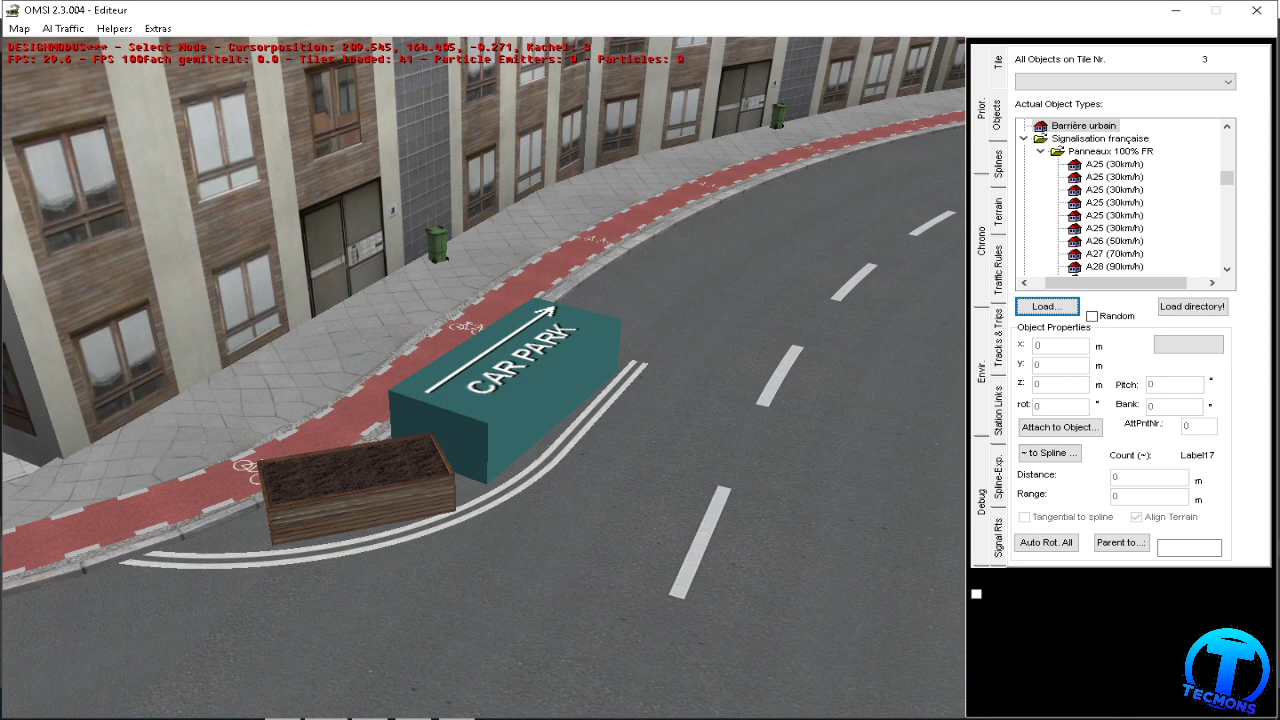 OMSI 2.3.004 - Editeur
Map AI Traffic Helpers Extras
DESIGNMODUS*** - Select Mode - Cursorposition: 209.545, 164.405, -0.271, Kachel: 3
FPS: 29.6 - FPS 100Fach gemittelt: 0.0 - Tiles loaded: 41 - Particle Emitters: 0 - Particles: 0
CAR PARK
Tile
Objects
Splines
Terrain
Traffic Rules
Tracks & Trips
Station Links
Spline-Exp.
Signal Rts
Prior.
Chrono
Envir.
Debug
All Objects on Tile Nr. 3
Actual Object Types:
Barrière urbain
Signalisation française
Panneaux 100% FR
A25 (30km/h)
A25 (30km/h)
A25 (30km/h)
A25 (30km/h)
A25 (30km/h)
A25 (30km/h)
A26 (50km/h)
A27 (70km/h)
A28 (90km/h)
Load... Random Load directory!
Object Properties
x: 0 m
y: 0 m
z: 0 m Pitch: 0 °
rot: 0 ° Bank: 0 °
Attach to Object... AttPntNr.: 0
~ to Spline ... Count (~): Label17
Distance: 0 m
Range: 0 m
Tangential to spline Align Terrain
Auto Rot. All Parent to...:
T
TECMONS